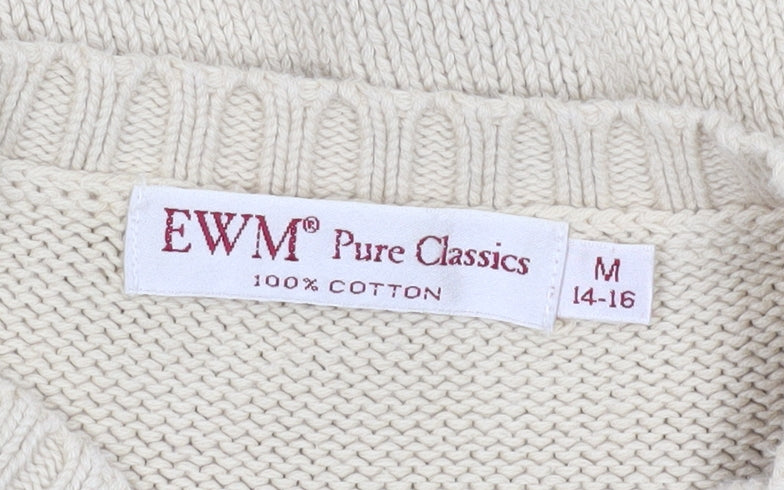 EWM® Pure Classics
100% COTTON
M
14-16